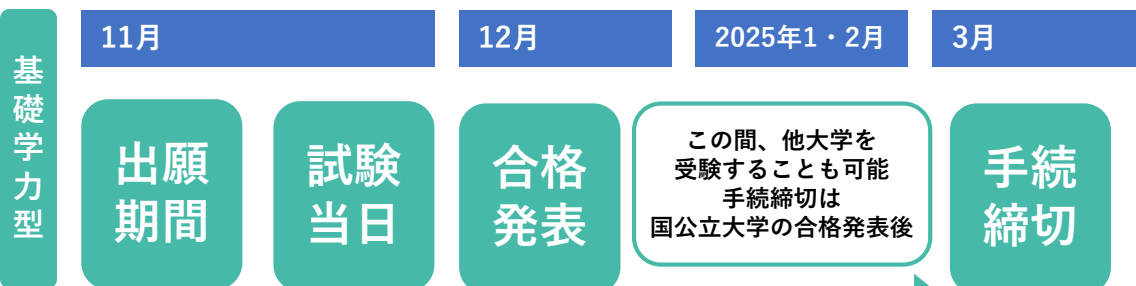 基礎学力型
11月
12月
2025年1・2月
3月
出願
期間
試験
当日
合格
発表
この間、他大学を
受験することも可能
手続締切は
国公立大学の合格発表後
手続
締切